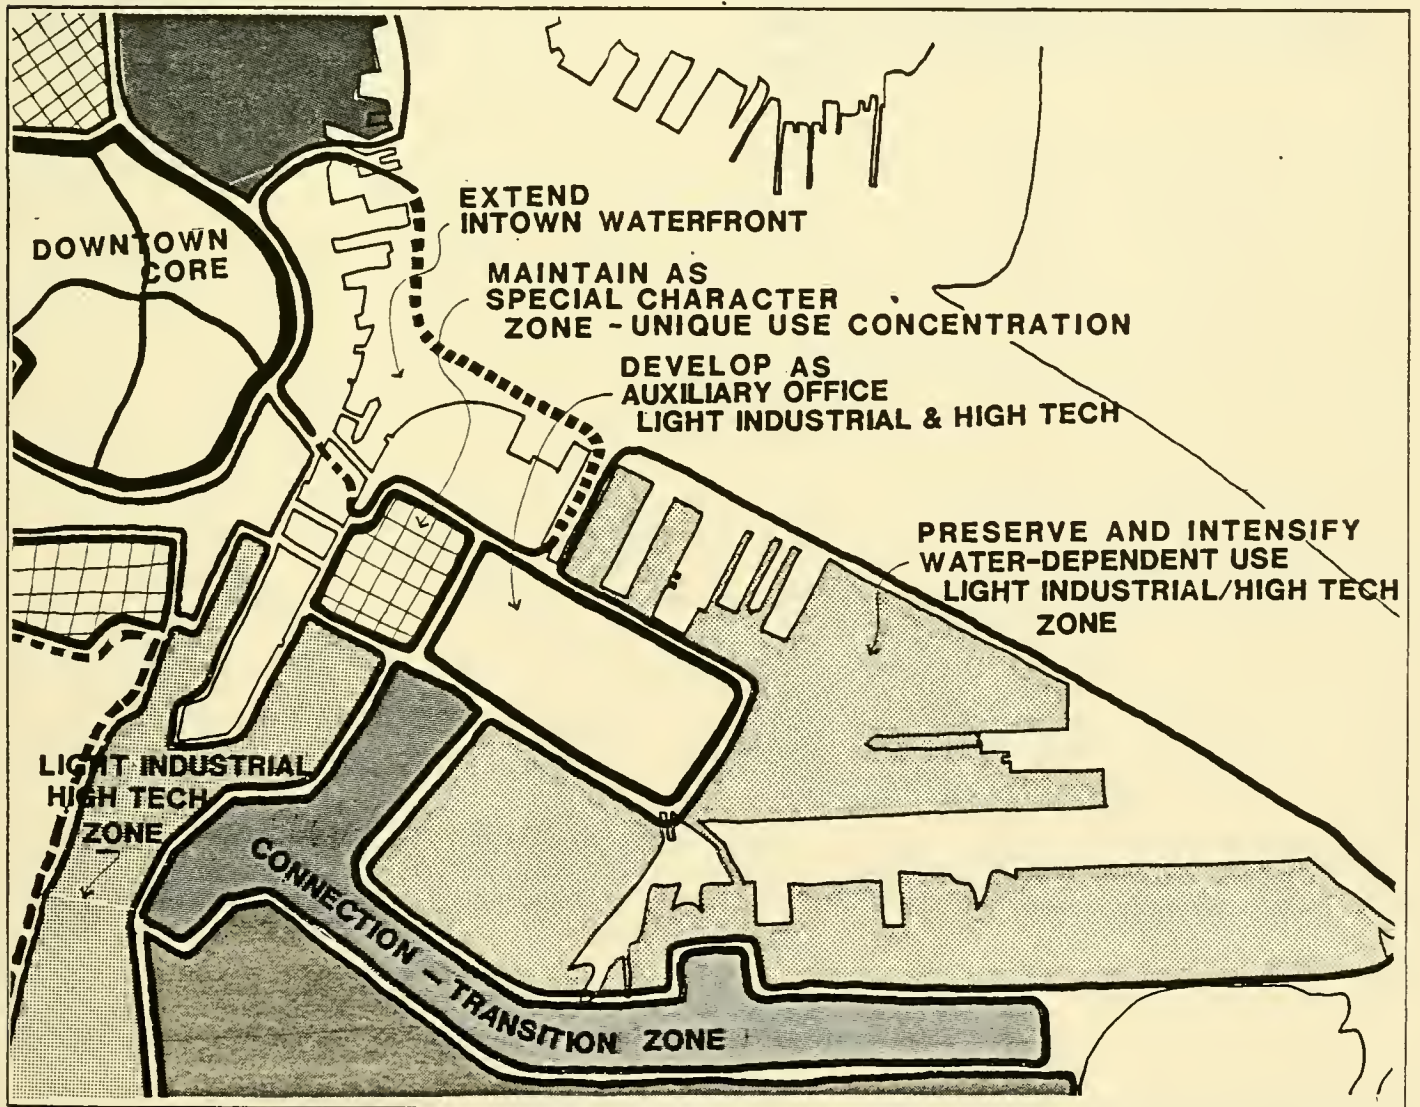 EXTEND
INTOWN WATERFRONT
DOWNTOWN
CORE
MAINTAIN AS
SPECIAL CHARACTER
ZONE - UNIQUE USE CONCENTRATION
DEVELOP AS
AUXILIARY OFFICE
LIGHT INDUSTRIAL & HIGH TECH
PRESERVE AND INTENSIFY
WATER-DEPENDENT USE
LIGHT INDUSTRIAL/HIGH TECH
ZONE
LIGHT INDUSTRIAL
HIGH TECH
ZONE
CONNECTION - TRANSITION ZONE